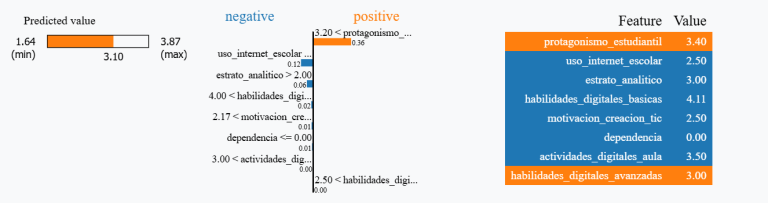 Predicted value
1.64
(min)
3.10
3.87
(max)
negative
positive
3.20 < protagonismo_...
0.36
uso_internet_escolar ...
0.12
estrato_analitico > 2.00
0.06
4.00 < habilidades_digi...
0.02
2.17 < motivacion_cre...
0.01
dependencia <= 0.00
0.01
3.00 < actividades_dig...
0.00
2.50 < habilidades_digi...
0.00
Feature Value
protagonismo_estudiantil 3.40
uso_internet_escolar 2.50
estrato_analitico 3.00
habilidades_digitales_basicas 4.11
motivacion_creacion_tic 2.50
dependencia 0.00
actividades_digitales_aula 3.50
habilidades_digitales_avanzadas 3.00